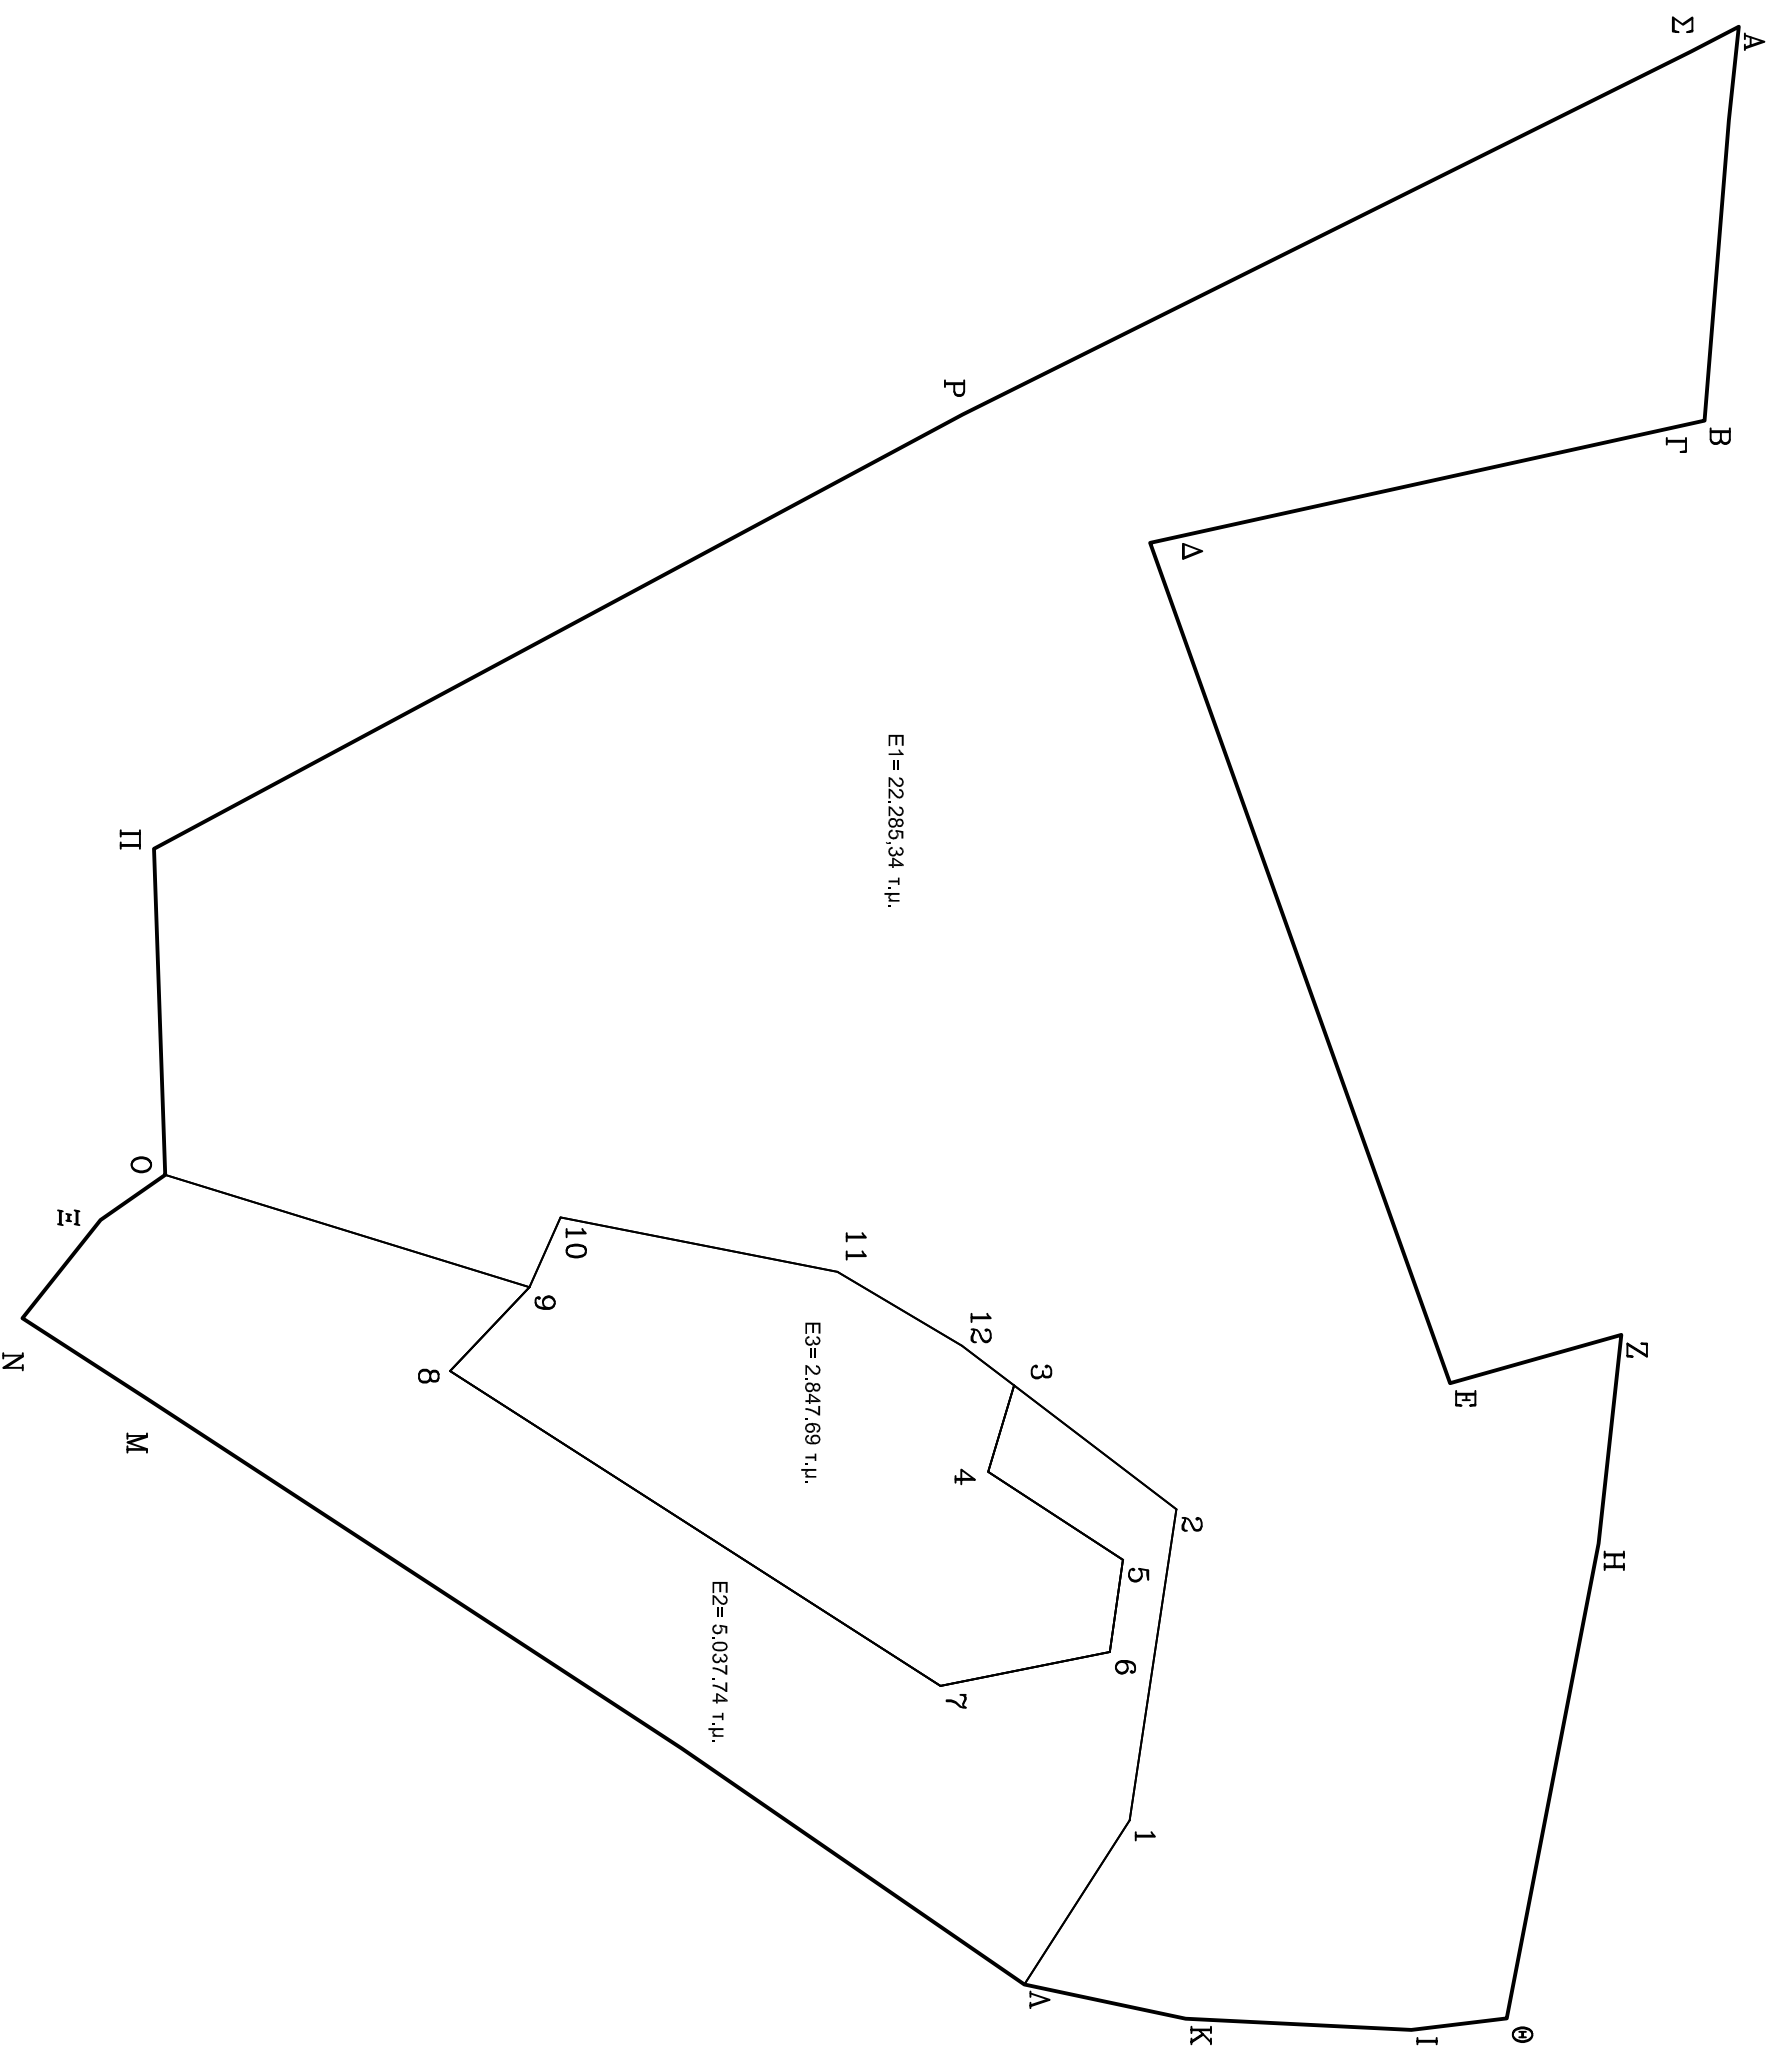 Σ
Α
Ρ
Β
Γ
Δ
Ε1= 22.285,34 τ.μ.
Π
Ο
Ξ
Ν
Μ
10
11
9
12
8
3
Ε3= 2.847.69 τ.μ.
Ζ
Ε
4
2
Η
5
Ε2= 5.037.74 τ.μ.
6
7
1
Λ
Κ
Ι
Θ